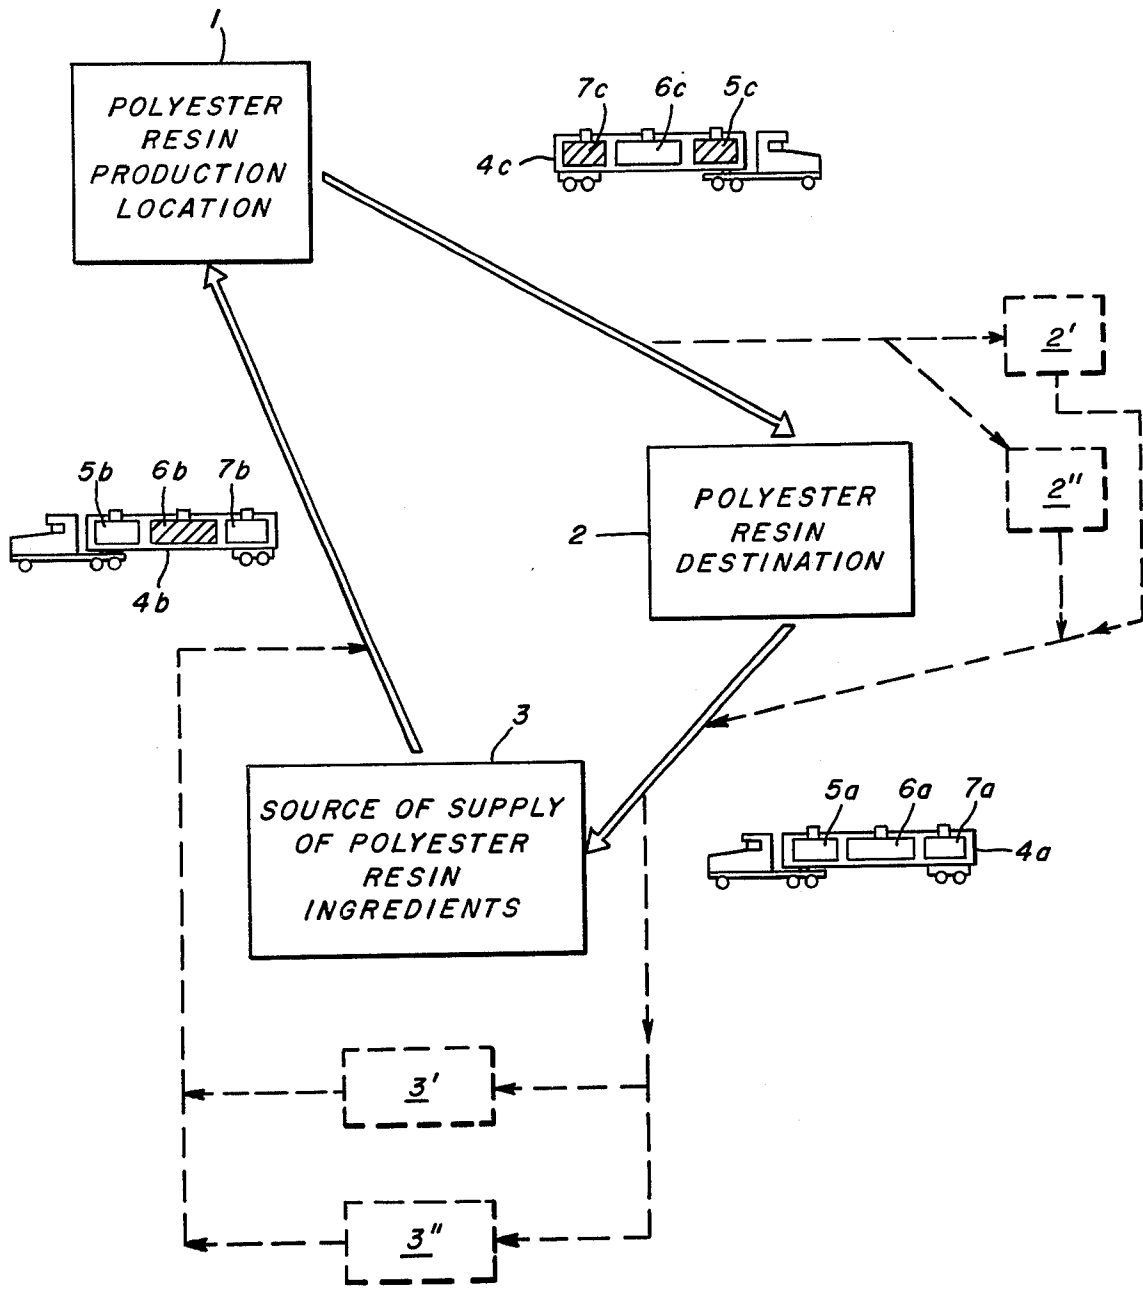 1
POLYESTER
RESIN
PRODUCTION
LOCATION
7c 6c 5c
4c
2'
2"
5b 6b 7b
4b
2
POLYESTER
RESIN
DESTINATION
3
SOURCE OF SUPPLY
OF POLYESTER
RESIN
INGREDIENTS
5a 6a 7a
4a
3'
3"